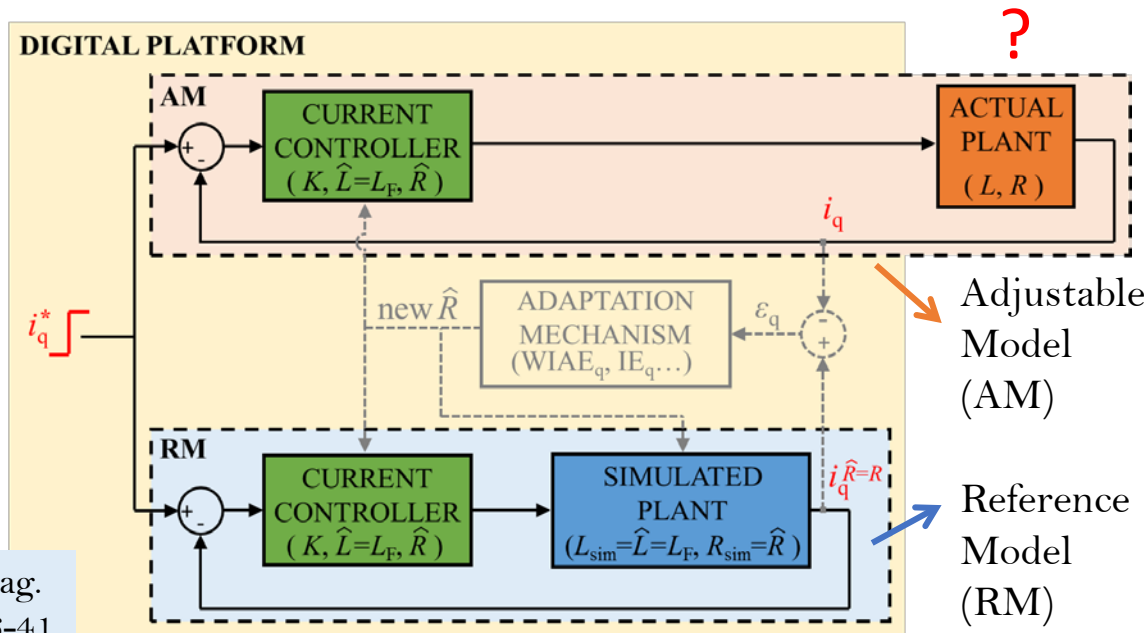 ?
DIGITAL PLATFORM
AM
CURRENT
CONTROLLER
( K, L̂=L_F, R̂ )
ACTUAL
PLANT
( L, R )
+
-
i_q
i_q^*
new R̂
ADAPTATION
MECHANISM
(WIAE_q, IE_q…)
ε_q
-
+
Adjustable
Model
(AM)
RM
CURRENT
CONTROLLER
( K, L̂=L_F, R̂ )
SIMULATED
PLANT
(L_sim=L̂=L_F, R_sim=R̂ )
+
-
i_q^R̂=R
Reference
Model
(RM)
ag.
-41